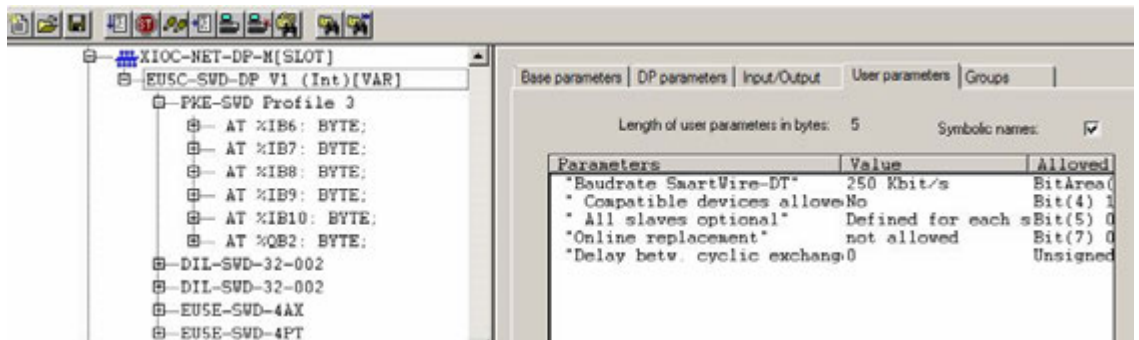 XIOC-NET-DP-M[SLOT]
EU5C-SWD-DP V1 (Int)[VAR]
PKE-SWD Profile 3
AT %IB6: BYTE;
AT %IB7: BYTE;
AT %IB8: BYTE;
AT %IB9: BYTE;
AT %IB10: BYTE;
AT %QB2: BYTE;
DIL-SWD-32-002
DIL-SWD-32-002
EU5E-SWD-4AX
EU5E-SWD-4PT
Base parameters DP parameters Input/Output User parameters Groups
Length of user parameters in bytes: 5 Symbolic names:
Parameters Value Allowed
"Baudrate SmartWire-DT" 250 Kbit/s BitArea(
" Compatible devices allowe No Bit(4) 1
" All slaves optional" Defined for each s Bit(5) 0
"Online replacement" not allowed Bit(7) 0
"Delay betw. cyclic exchang 0 Unsigned